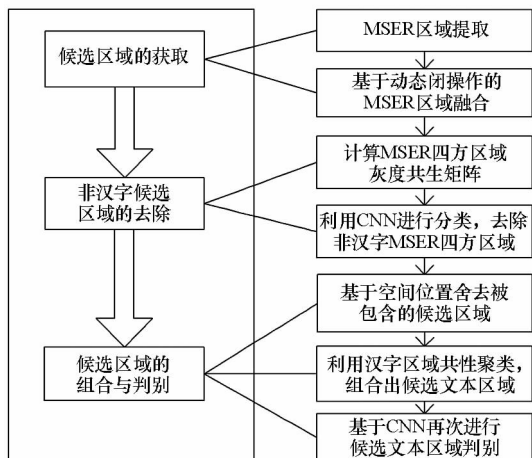 候选区域的获取
非汉字候选
区域的去除
候选区域的
组合与判别
MSER区域提取
基于动态闭操作的
MSER区域融合
计算MSER四方区域
灰度共生矩阵
利用CNN进行分类，去除
非汉字MSER四方区域
基于空间位置舍去被
包含的候选区域
利用汉字区域共性聚类，
组合出候选文本区域
基于CNN再次进行
候选文本区域判别